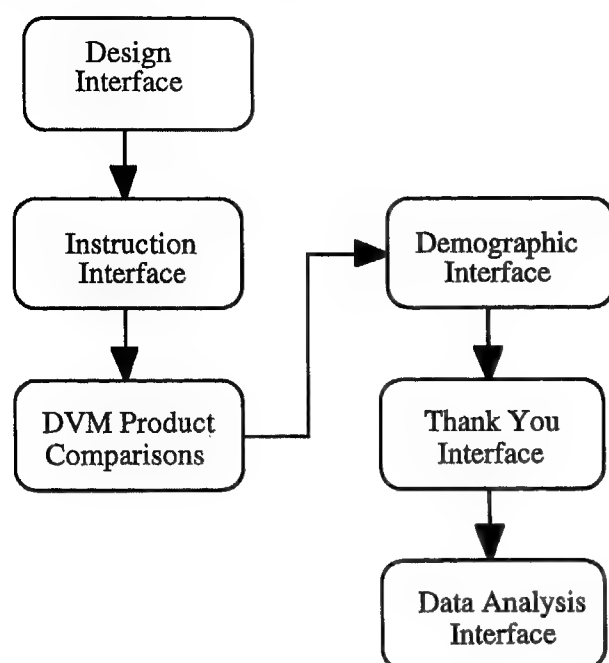 Design
Interface
Instruction
Interface
DVM Product
Comparisons
Demographic
Interface
Thank You
Interface
Data Analysis
Interface